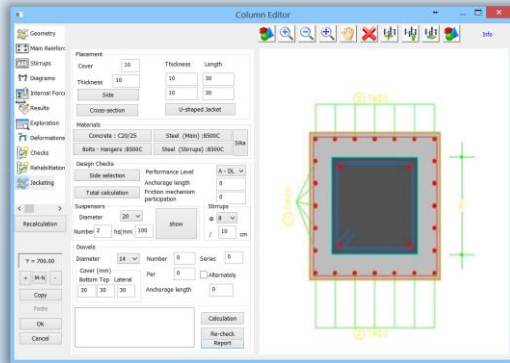 Column Editor
Geometry
Main Reinforc
Stirrups
M Diagrams
Internal Force
Results
Exploration
Deformations
Checks
Rehabilitation
Jacketing
Recalculation
Y = 700.00
+ M-N -
Copy
Paste
OK
Cancel
Placement
Cover 10
Thickness Length
Thickness 10
10 30
10 30
Side
Cross-section
U-shaped Jacket
Materials
Concrete : C20/25
Steel (Main) :B500C
Bolts - Hangers :B500C
Steel (Stirrups) :B500C
Sika
Design Checks
Side selection
Performance Level A - DL
Anchorage length 0
Total calculation
Friction mechanism
participation 0
Suspensors
Diameter 20
Number 2 hs(mm) 100
show
Stirrups
Φ 8
/ 10 cm
Dowels
Diameter 14
Number 0 Series 0
Cover (mm)
Bottom Top Lateral
30 30 30
Per 0 Alternately
Anchorage length 0
Calculation
Re-check
Report
Info